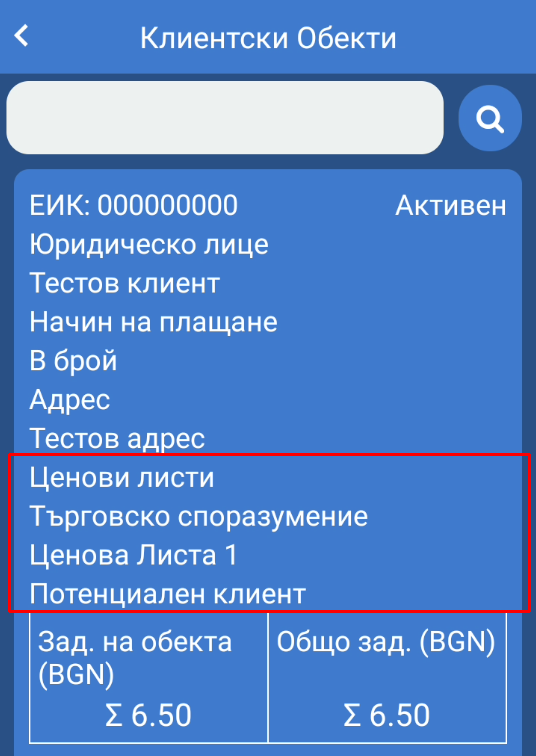 Клиентски Обекти
ЕИК: 000000000 Активен
Юридическо лице
Тестов клиент
Начин на плащане
В брой
Адрес
Тестов адрес
Ценови листи
Търговско споразумение
Ценова Листа 1
Потенциален клиент
Зад. на обекта (BGN)
Σ 6.50
Общо зад. (BGN)
Σ 6.50